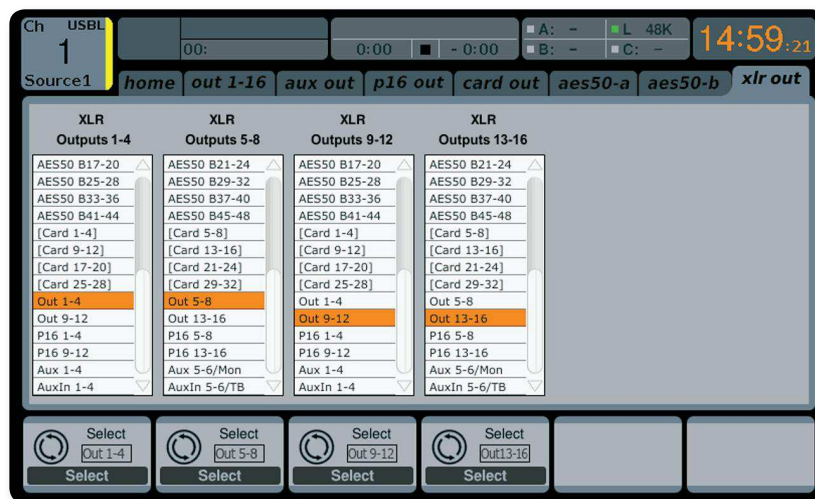 Ch USBL
1
Source1
00:
0:00 - 0:00
A: - L 48K
B: - C: -
14:59:21
home out 1-16 aux out p16 out card out aes50-a aes50-b xlr out
XLR
Outputs 1-4
AES50 B17-20
AES50 B25-28
AES50 B33-36
AES50 B41-44
[Card 1-4]
[Card 9-12]
[Card 17-20]
[Card 25-28]
Out 1-4
Out 9-12
P16 1-4
P16 9-12
Aux 1-4
AuxIn 1-4
XLR
Outputs 5-8
AES50 B21-24
AES50 B29-32
AES50 B37-40
AES50 B45-48
[Card 5-8]
[Card 13-16]
[Card 21-24]
[Card 29-32]
Out 5-8
Out 13-16
P16 5-8
P16 13-16
Aux 5-6/Mon
AuxIn 5-6/TB
XLR
Outputs 9-12
AES50 B17-20
AES50 B25-28
AES50 B33-36
AES50 B41-44
[Card 1-4]
[Card 9-12]
[Card 17-20]
[Card 25-28]
Out 1-4
Out 9-12
P16 1-4
P16 9-12
Aux 1-4
AuxIn 1-4
XLR
Outputs 13-16
AES50 B21-24
AES50 B29-32
AES50 B37-40
AES50 B45-48
[Card 5-8]
[Card 13-16]
[Card 21-24]
[Card 29-32]
Out 5-8
Out 13-16
P16 5-8
P16 13-16
Aux 5-6/Mon
AuxIn 5-6/TB
Select
Out 1-4
Select
Select
Out 5-8
Select
Select
Out 9-12
Select
Select
Out13-16
Select